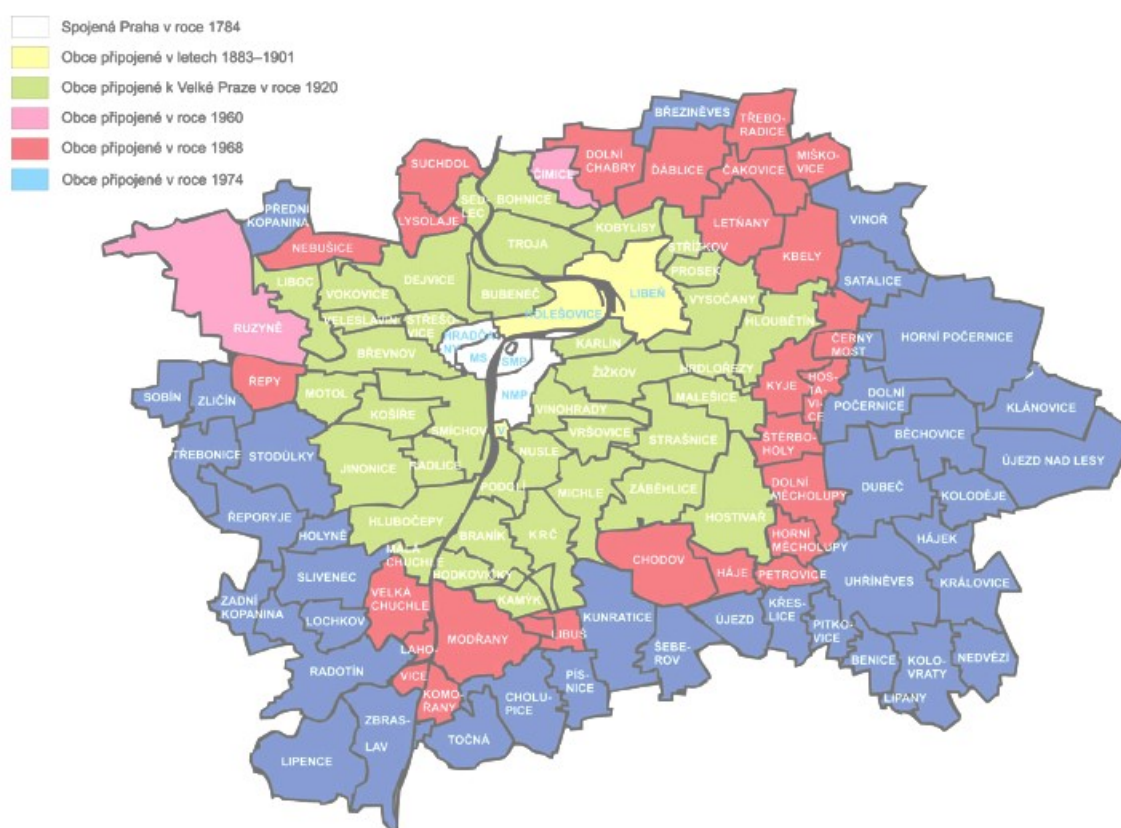 Spojená Praha v roce 1784
Obce připojené v letech 1883–1901
Obce připojené k Velké Praze v roce 1920
Obce připojené v roce 1960
Obce připojené v roce 1968
Obce připojené v roce 1974
BŘEZINĚVES
TŘEBO-
RADICE
SUCHDOL
ČIMICE
DOLNÍ
CHABRY
ĎÁBLICE
ČAKOVICE
MIŠKO-
VICE
PŘEDNÍ
KOPANINA
SED-
LEC
BOHNICE
LYSOLAJE
NEBUŠICE
TROJA
KOBYLISY
LETŇANY
VINOŘ
STŘÍŽKOV
KBELY
LIBOC
VOKOVICE
DEJVICE
BUBENEČ
LIBEŇ
PROSEK
VYSOČANY
SATALICE
RUZYNĚ
VELESLAVÍN
STŘEŠO-
VICE
HOLEŠOVICE
HLOUBĚTÍN
HORNÍ POČERNICE
HRADČA-
NY
BŘEVNOV
MS
SMP
KARLÍN
ČERNÝ
MOST
ŘEPY
ŽIŽKOV
HRDLOŘEZY
KYJE
HOS-
TA-
VI-
CE
SOBÍN
ZLIČÍN
MOTOL
NMP
MALEŠICE
DOLNÍ
POČERNICE
KLÁNOVICE
KOŠÍŘE
SMÍCHOV
VINOHRADY
V
VRŠOVICE
STRAŠNICE
BĚCHOVICE
TŘEBONICE
STODŮLKY
JINONICE
RADLICE
NUSLE
ŠTĚRBO-
HOLY
ÚJEZD NAD LESY
PODOLÍ
MICHLE
ZÁBĚHLICE
DOLNÍ
MĚCHOLUPY
DUBEČ
KOLODĚJE
ŘEPORYJE
HLUBOČEPY
HOSTIVAŘ
HOLYNĚ
BRANÍK
KRČ
HORNÍ
MĚCHOLUPY
HÁJEK
MALÁ
CHUCHLE
HODKOVIČKY
CHODOV
HÁJE
PETROVICE
UHŘÍNĚVES
KRÁLOVICE
SLIVENEC
VELKÁ
CHUCHLE
KAMÝK
ZADNÍ
KOPANINA
LOCHKOV
KUNRATICE
ÚJEZD
KŘES-
LICE
PITKO-
VICE
MODŘANY
LIBUŠ
LAHO-
VICE
ŠEBE-
ROV
BENICE
KOLO-
VRATY
NEDVĚZÍ
RADOTÍN
PÍS-
NICE
KOMO-
ŘANY
CHOLU-
PICE
LIPANY
ZBRAS-
LAV
TOČNÁ
LIPENCE